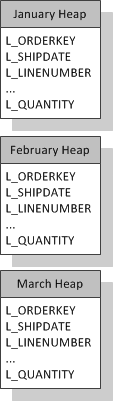 January Heap
L_ORDERKEY
L_SHIPDATE
L_LINENUMBER
...
L_QUANTITY
February Heap
L_ORDERKEY
L_SHIPDATE
L_LINENUMBER
...
L_QUANTITY
March Heap
L_ORDERKEY
L_SHIPDATE
L_LINENUMBER
...
L_QUANTITY